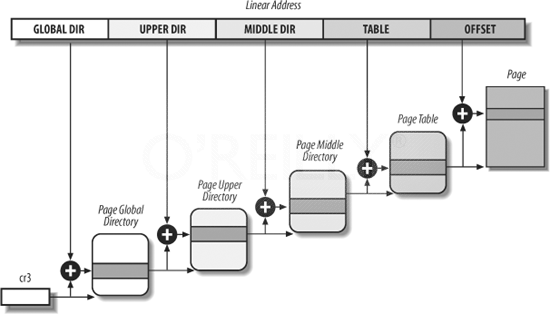 Linear Address
GLOBAL DIR
UPPER DIR
MIDDLE DIR
TABLE
OFFSET
Page
Page Table
Page Middle
Directory
Page Upper
Directory
Page Global
Directory
cr3
O'REILLY®